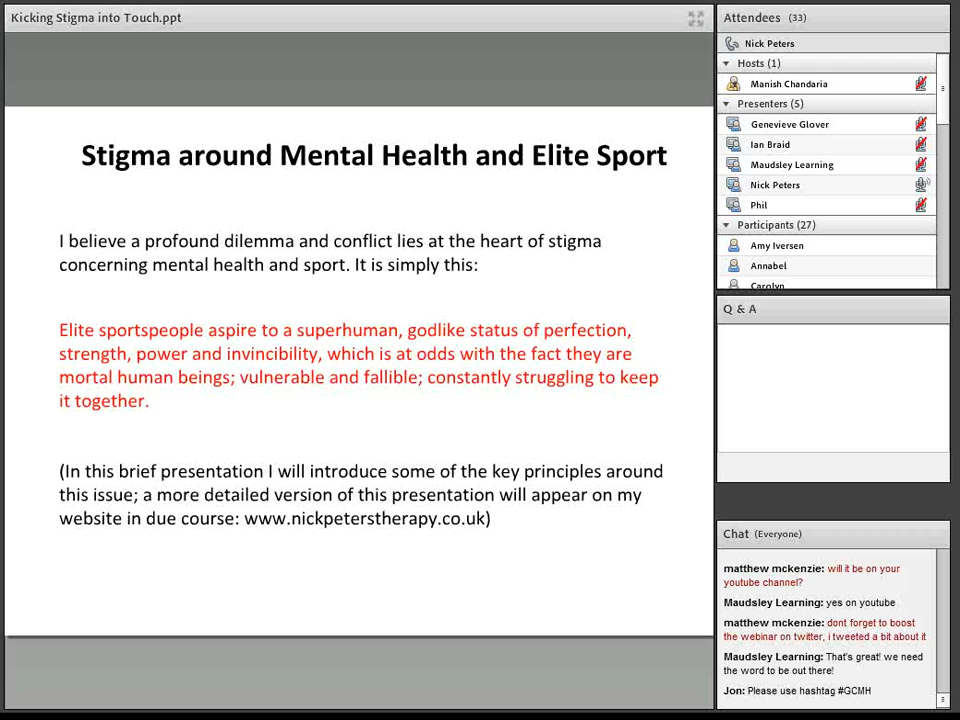 Kicking Stigma into Touch.ppt
Stigma around Mental Health and Elite Sport
I believe a profound dilemma and conflict lies at the heart of stigma
concerning mental health and sport. It is simply this:
Elite sportspeople aspire to a superhuman, godlike status of perfection,
strength, power and invincibility, which is at odds with the fact they are
mortal human beings; vulnerable and fallible; constantly struggling to keep
it together.
(In this brief presentation I will introduce some of the key principles around
this issue; a more detailed version of this presentation will appear on my
website in due course: www.nickpeterstherapy.co.uk)
Attendees (33)
Nick Peters
Hosts (1)
Manish Chandaria
Presenters (5)
Genevieve Glover
Ian Braid
Maudsley Learning
Nick Peters
Phil
Participants (27)
Amy Iversen
Annabel
Carolyn
Q & A
Chat (Everyone)
matthew mckenzie: will it be on your
youtube channel?
Maudsley Learning: yes on youtube
matthew mckenzie: dont forget to boost
the webinar on twitter, i tweeted a bit about it
Maudsley Learning: That's great! we need
the word to be out there!
Jon: Please use hashtag #GCMH